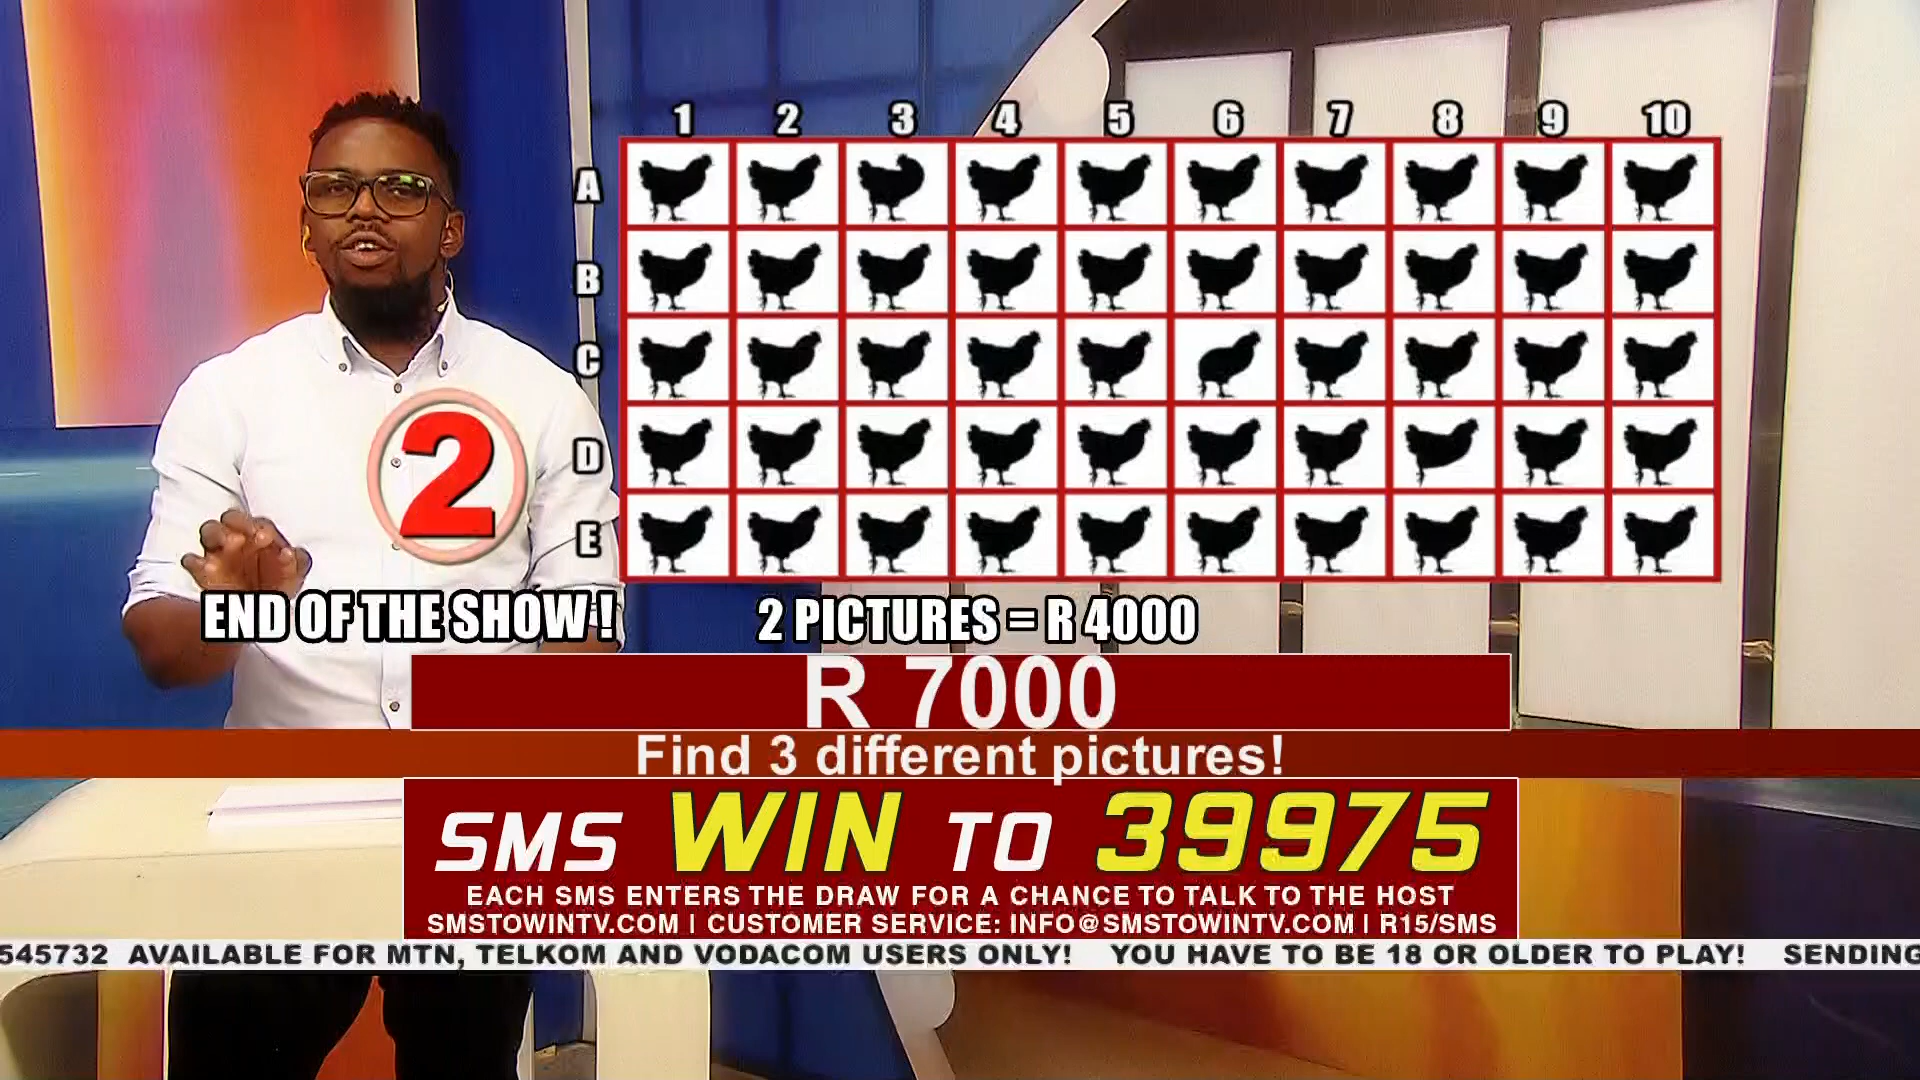 1 2 3 4 5 6 7 8 9 10
A
B
C
D
E
2
END OF THE SHOW !
2 PICTURES = R 4000
R 7000
Find 3 different pictures!
SMS WIN TO 39975
EACH SMS ENTERS THE DRAW FOR A CHANCE TO TALK TO THE HOST
SMSTOWINTV.COM | CUSTOMER SERVICE: INFO@SMSTOWINTV.COM | R15/SMS
545732 AVAILABLE FOR MTN, TELKOM AND VODACOM USERS ONLY! YOU HAVE TO BE 18 OR OLDER TO PLAY! SENDING